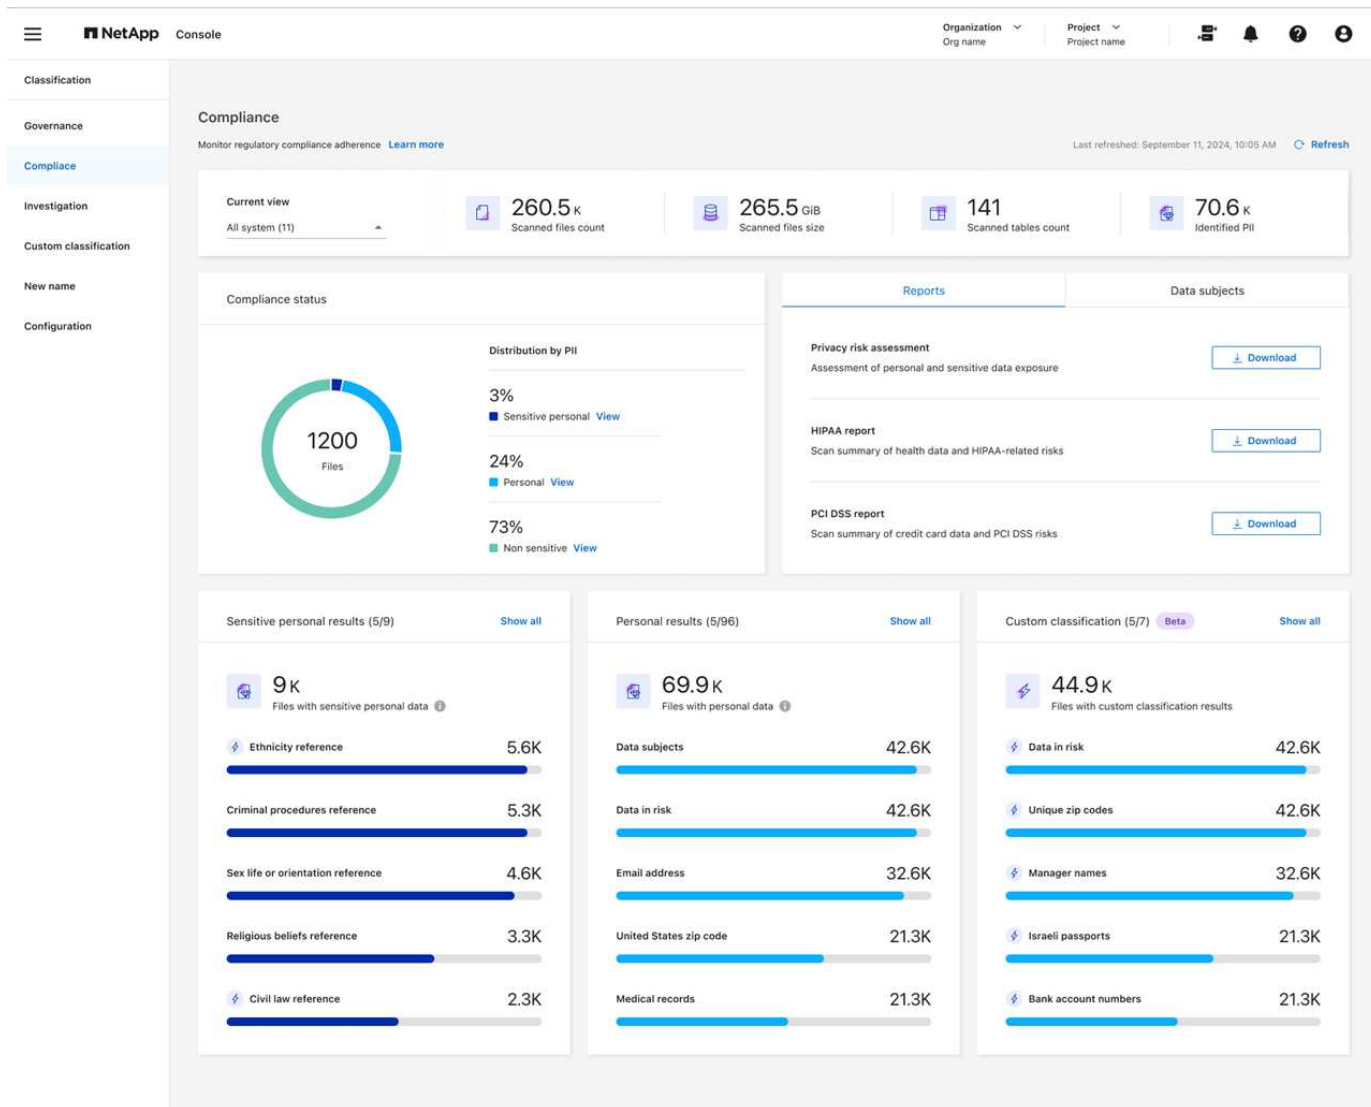 NetApp Console
Organization
Org name
Project
Project name
Classification
Governance
Compliace
Investigation
Custom classification
New name
Configuration
Compliance
Monitor regulatory compliance adherence Learn more
Last refreshed: September 11, 2024, 10:05 AM Refresh
Current view
All system (11)
260.5 K
Scanned files count
265.5 GiB
Scanned files size
141
Scanned tables count
70.6 K
Identified PII
Compliance status
1200
Files
Distribution by PII
3%
Sensitive personal View
24%
Personal View
73%
Non sensitive View
Reports
Data subjects
Privacy risk assessment
Assessment of personal and sensitive data exposure
Download
HIPAA report
Scan summary of health data and HIPAA-related risks
Download
PCI DSS report
Scan summary of credit card data and PCI DSS risks
Download
Sensitive personal results (5/9) Show all
9 K
Files with sensitive personal data
Ethnicity reference 5.6K
Criminal procedures reference 5.3K
Sex life or orientation reference 4.6K
Religious beliefs reference 3.3K
Civil law reference 2.3K
Personal results (5/96) Show all
69.9 K
Files with personal data
Data subjects 42.6K
Data in risk 42.6K
Email address 32.6K
United States zip code 21.3K
Medical records 21.3K
Custom classification (5/7) Beta Show all
44.9 K
Files with custom classification results
Data in risk 42.6K
Unique zip codes 42.6K
Manager names 32.6K
Israeli passports 21.3K
Bank account numbers 21.3K